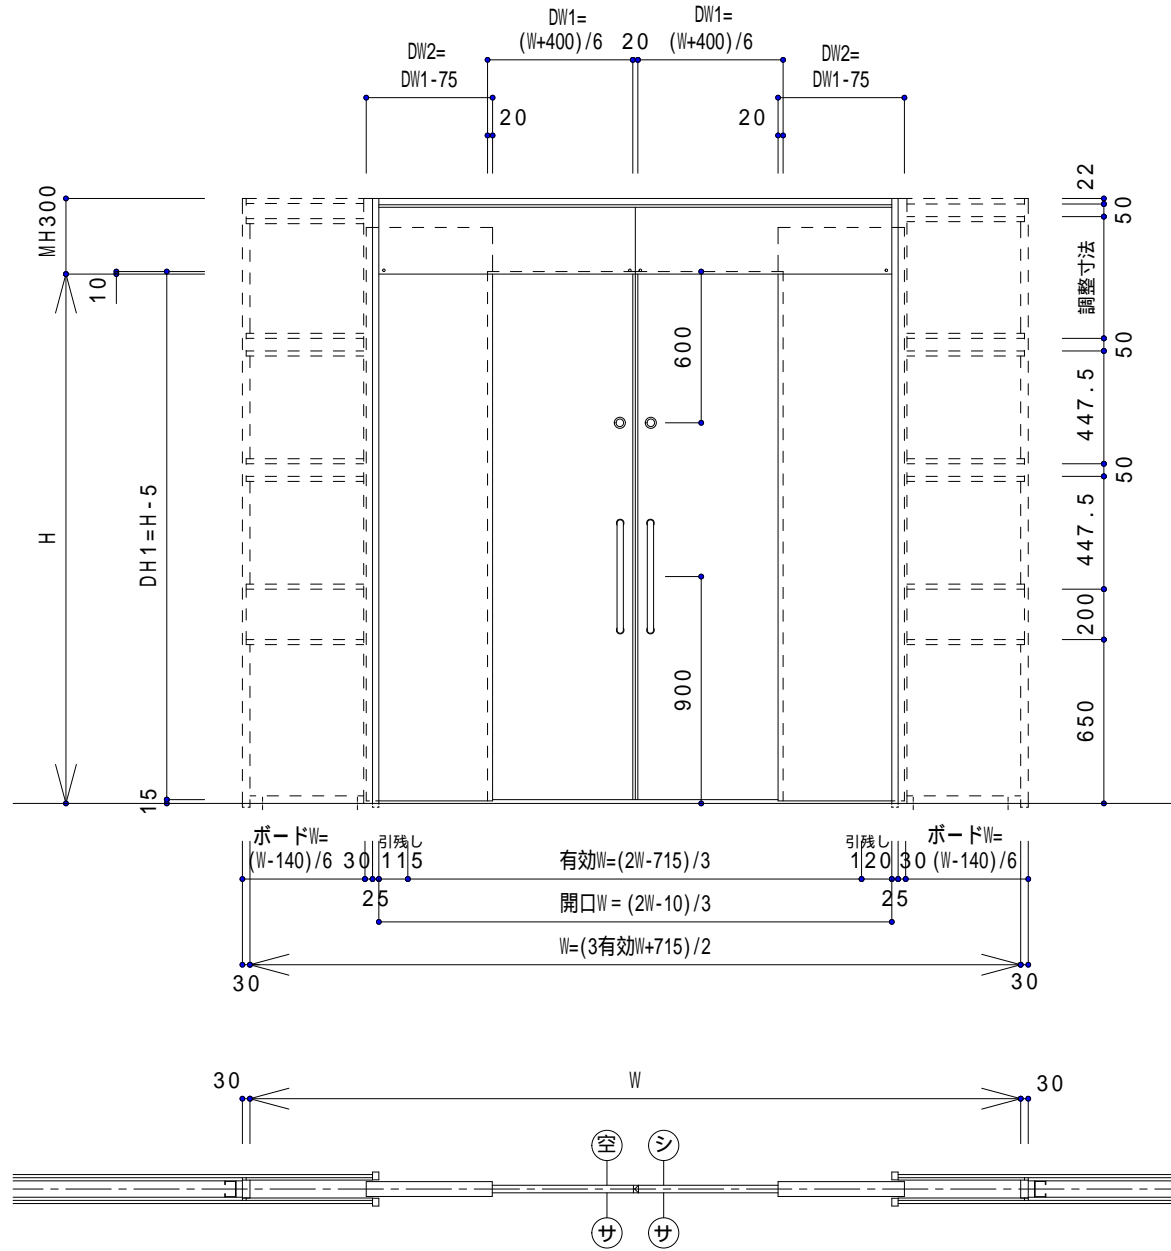 DW1=
(W+400)/6
20
DW1=
(W+400)/6
DW2=
DW1-75
DW2=
DW1-75
20
20
MH300
10
H
DH1=H-5
15
600
900
22
50
調整寸法
50
447.5
50
447.5
200
650
ボードW=
(W-140)/6
30
引残し
115
有効W=(2W-715)/3
引残し
120
30
ボードW=
(W-140)/6
25
開口W = (2W-10)/3
25
W=(3有効W+715)/2
30
30
30
W
30
空
シ
サ
サ